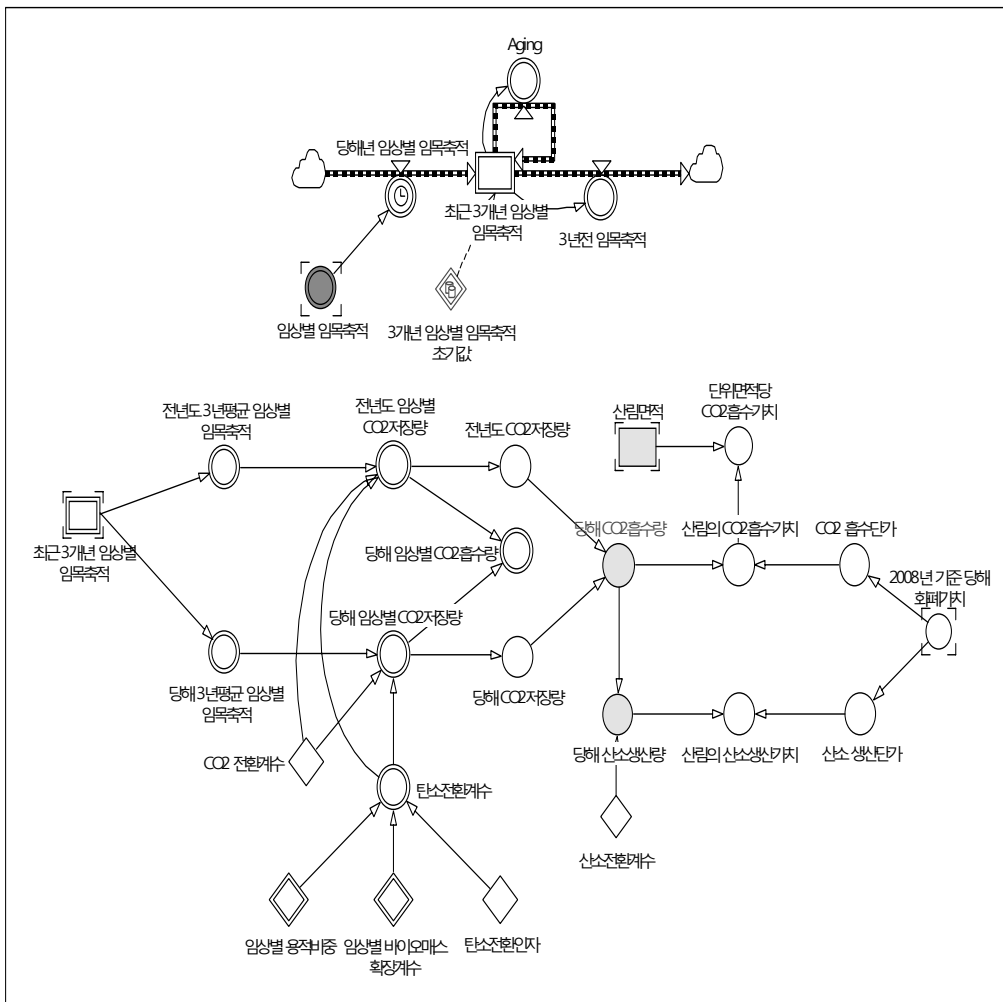 Aging
당해년 임상별 임목축적
최근 3개년 임상별
임목축적
3년전 임목축적
임상별 임목축적
3개년 임상별 임목축적
초기값
전년도 3년평균 임상별
임목축적
전년도 임상별
CO2저장량
전년도 CO2저장량
산림면적
단위면적당
CO2흡수가치
최근 3개년 임상별
임목축적
당해 임상별 CO2흡수량
당해 CO2흡수량
산림의 CO2흡수가치
CO2 흡수단가
2008년 기준 당해
화폐가치
당해 임상별 CO2저장량
당해 3년평균 임상별
임목축적
당해 CO2저장량
CO2 전환계수
탄소전환계수
당해 산소생산량
산림의 산소생산가치
산소 생산단가
산소전환계수
임상별 용적비중
임상별 바이오매스
확장계수
탄소전환인자